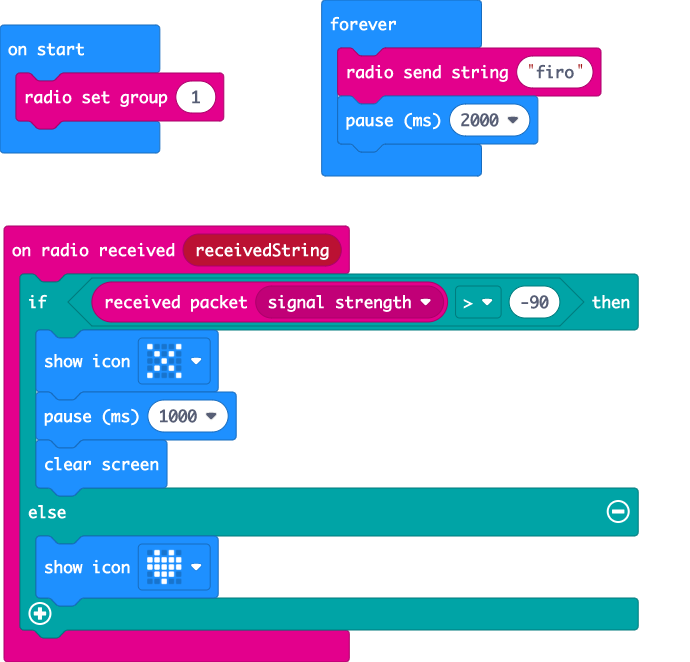 on start
radio set group 1
forever
radio send string "firo"
pause (ms) 2000
on radio received receivedString
if received packet signal strength > -90 then
show icon
pause (ms) 1000
clear screen
else
show icon